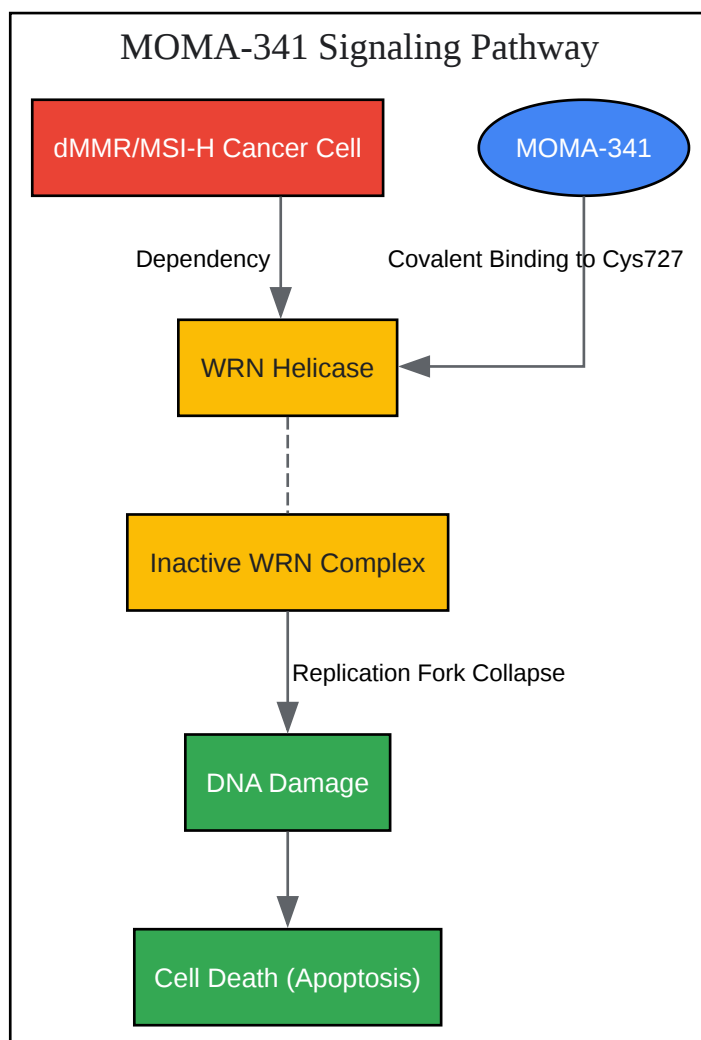 MOMA-341 Signaling Pathway
dMMR/MSI-H Cancer Cell
MOMA-341
Dependency
Covalent Binding to Cys727
WRN Helicase
Inactive WRN Complex
Replication Fork Collapse
DNA Damage
Cell Death (Apoptosis)